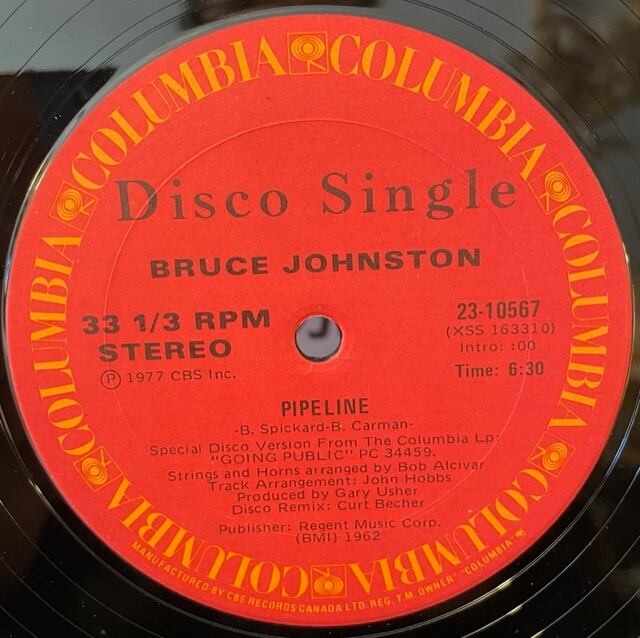 COLUMBIA COLUMBIA COLUMBIA COLUMBIA COLUMBIA COLUMBIA COLUMBIA COLUMBIA
Disco Single
BRUCE JOHNSTON
33 1/3 RPM
STEREO
Ⓟ 1977 CBS Inc.
23-10567
(XSS 163310)
Intro: :00
Time: 6:30
PIPELINE
-B. Spickard-B. Carman-
Special Disco Version From The Columbia Lp:
"GOING PUBLIC" PC 34459.
Strings and Horns arranged by Bob Alcivar
Track Arrangement: John Hobbs
Produced by Gary Usher
Disco Remix: Curt Becher
Publisher: Regent Music Corp.
(BMI) 1962
MANUFACTURED BY CBS RECORDS CANADA LTD. REG. T.M. OWNER "COLUMBIA"